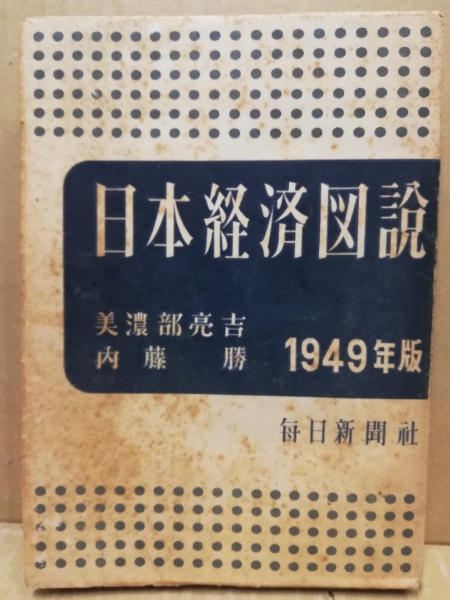 日本経済図説
美濃部亮吉
内藤勝
1949年版
毎日新聞社